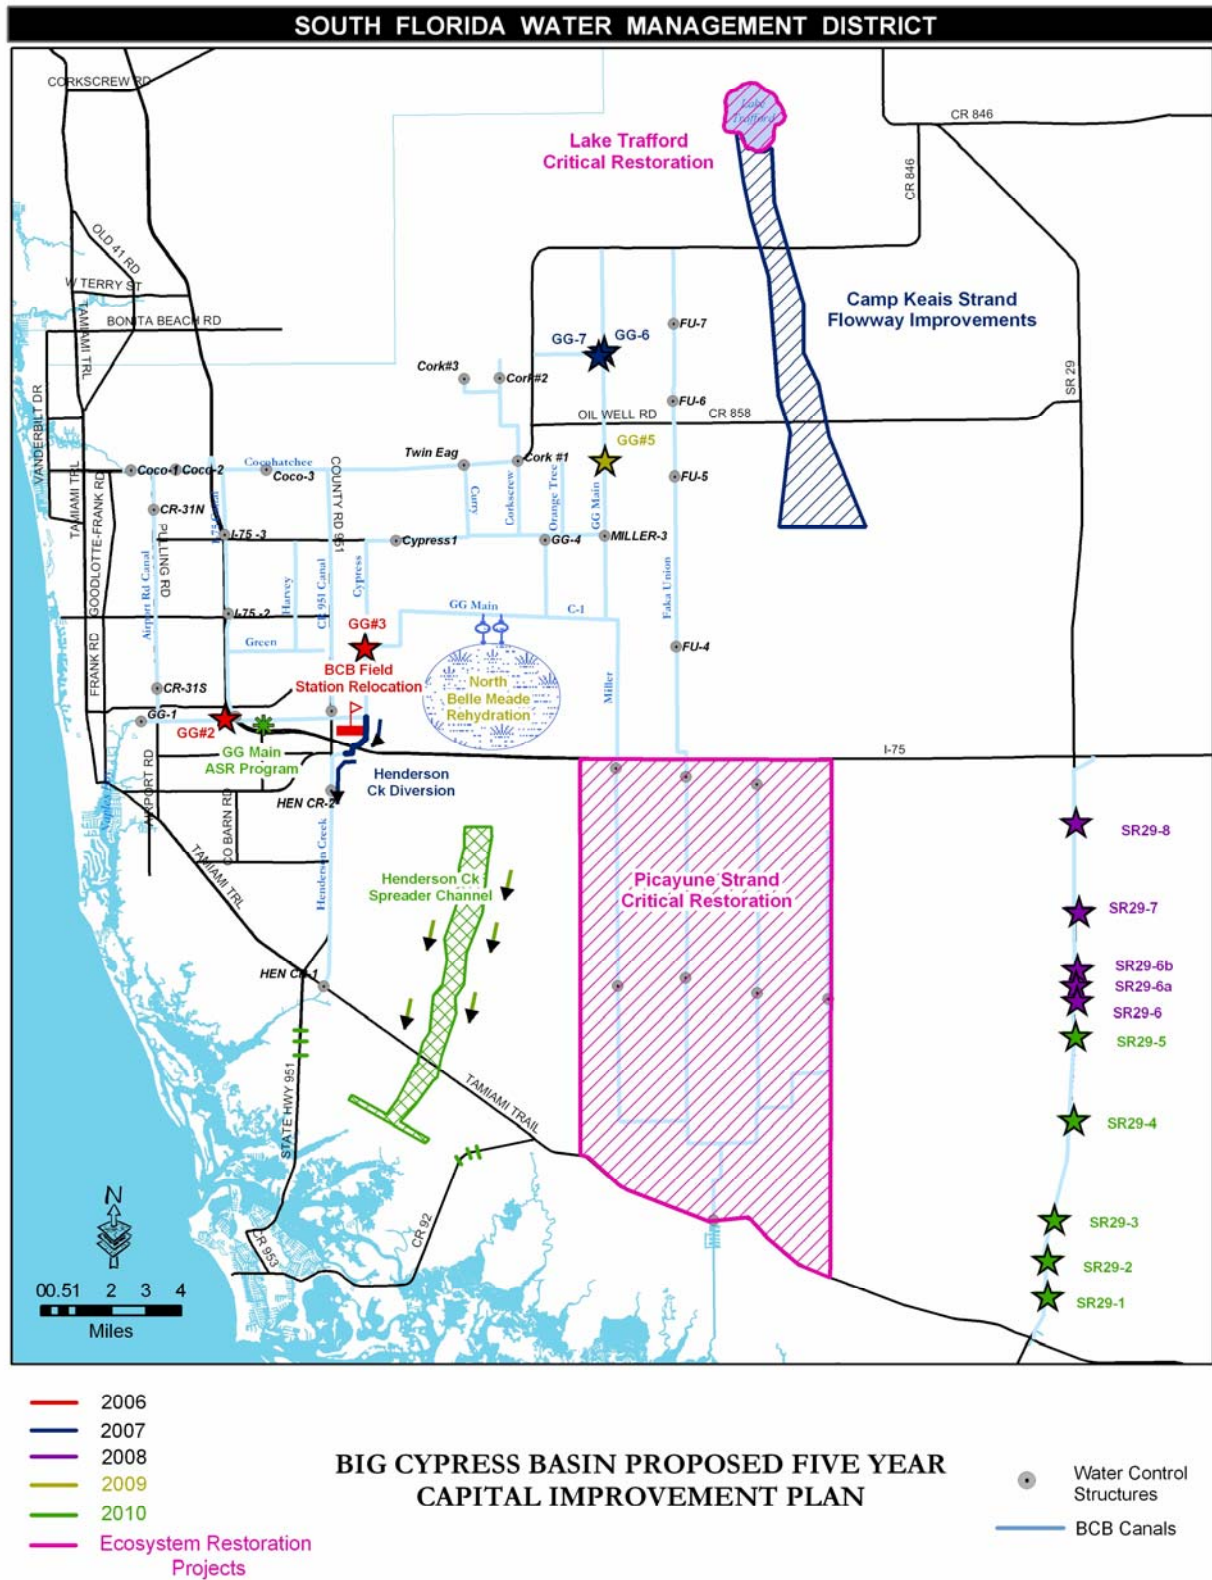 SOUTH FLORIDA WATER MANAGEMENT DISTRICT
CORKSCREW RD
Lake
Trafford
CR 846
Lake Trafford
Critical Restoration
CR 846
OLD 41 RD
W TERRY ST
TAMIAMI TRL
BONITA BEACH RD
Camp Keais Strand
Flowway Improvements
GG-7
GG-6
FU-7
Cork#3
Cork#2
SR 29
VANDERBILT DR
FU-6
OIL WELL RD
CR 858
GG#5
Twin Eag
Cork #1
Cocohatchee
Coco-1
Coco-2
Coco-3
FU-5
TAMIAMI TRL
GOODLOTTE-FRANK RD
COUNTY RD 951
Curry
Corkscrew
Orange Tree
GG Main
CR-31N
I-75 Canal
PULLING RD
I-75 -3
Cypress1
GG-4
MILLER-3
Airport Rd Canal
Harvey
CR 951 Canal
Cypress
Faka Union
GG Main
C-1
I-75 -2
GG#3
Green
FU-4
FRANK RD
BCB Field
Station Relocation
North
Belle Meade
Rehydration
Miller
CR-31S
GG-1
GG#2
GG Main
ASR Program
I-75
Henderson
Ck Diversion
AIRPORT RD
HEN CR-2
CO BARN RD
SR29-8
TAMIAMI TRL
Henderson Creek
Henderson Ck
Spreader Channel
Picayune Strand
Critical Restoration
SR29-7
HEN CR-1
SR29-6b
SR29-6a
SR29-6
SR29-5
STATE HWY 951
TAMIAMI TRAIL
SR29-4
N
CR 92
CR 953
SR29-3
SR29-2
SR29-1
00.51 2 3 4
Miles
2006
2007
2008
2009
2010
Ecosystem Restoration
Projects
BIG CYPRESS BASIN PROPOSED FIVE YEAR
CAPITAL IMPROVEMENT PLAN
Water Control
Structures
BCB Canals